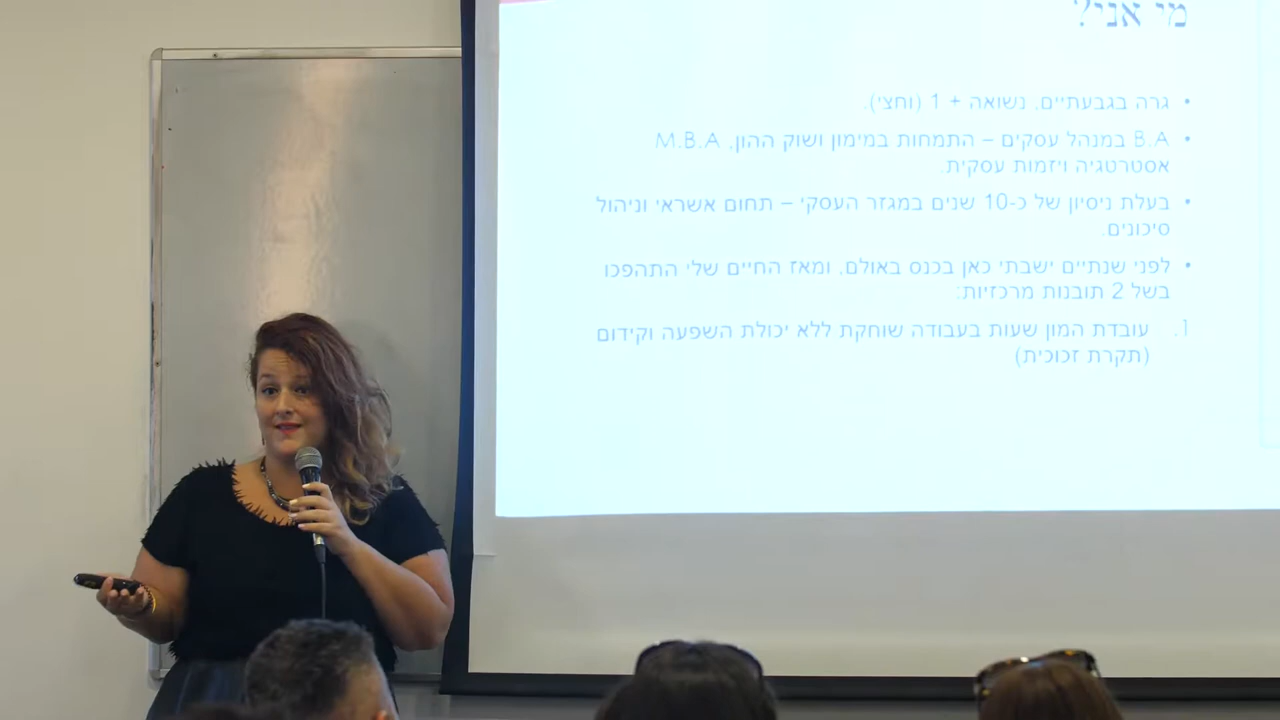 מי אני?
• גרה בגבעתיים, נשואה + 1 (וחצי).
• B.A במנהל עסקים – התמחות במימון ושוק ההון, M.B.A
אסטרטגיה ויזמות עסקית.
• בעלת ניסיון של כ-10 שנים במגזר העסקי – תחום אשראי וניהול
סיכונים.
• לפני שנתיים ישבתי כאן בכנס באולם, ומאז החיים שלי התהפכו
בשל 2 תובנות מרכזיות:
1. עובדת המון שעות בעבודה שוחקת ללא יכולת השפעה וקידום
(תקרת זכוכית)